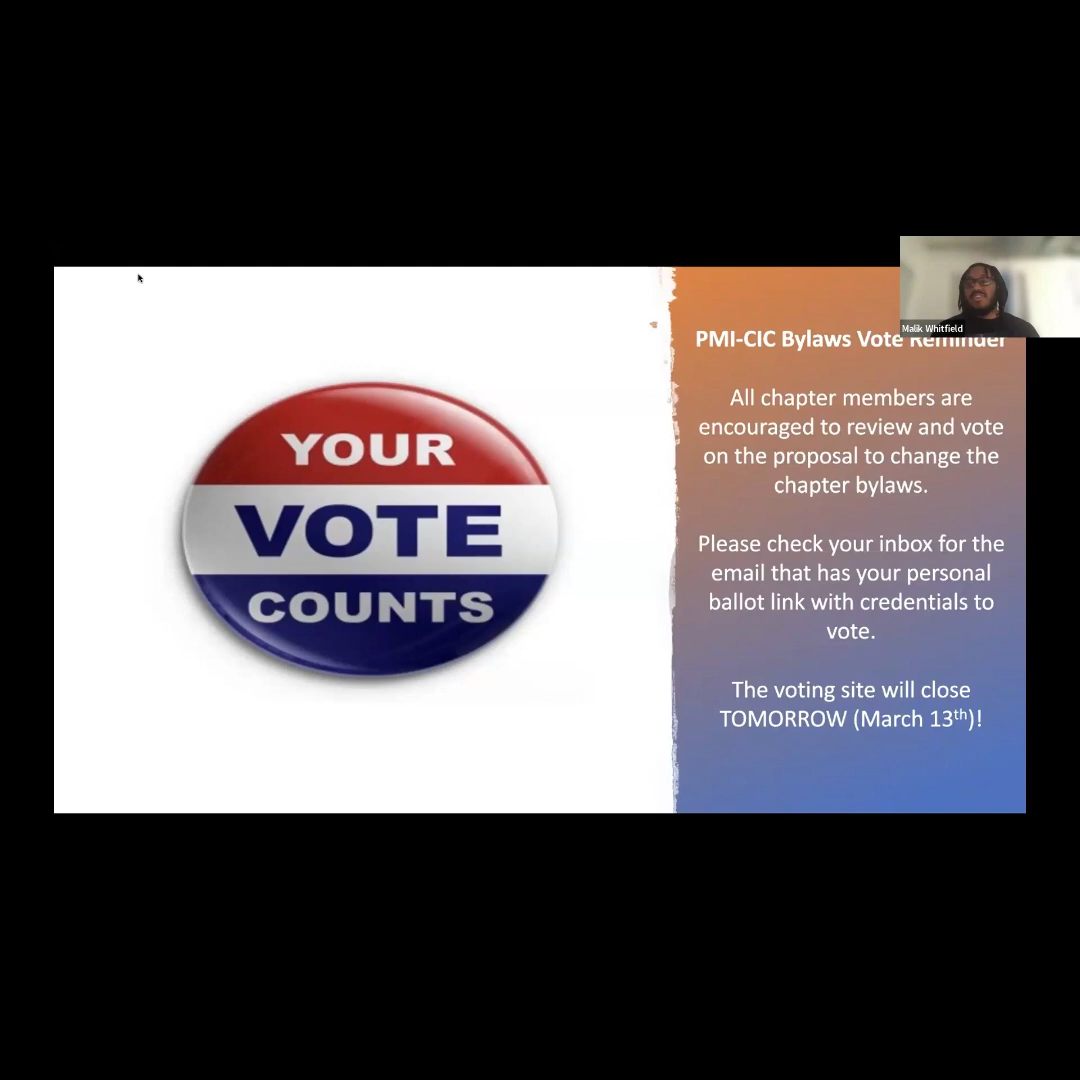 YOUR
VOTE
COUNTS
Malik Whitfield
PMI-CIC Bylaws Vote Reminder
All chapter members are
encouraged to review and vote
on the proposal to change the
chapter bylaws.
Please check your inbox for the
email that has your personal
ballot link with credentials to
vote.
The voting site will close
TOMORROW (March 13th)!